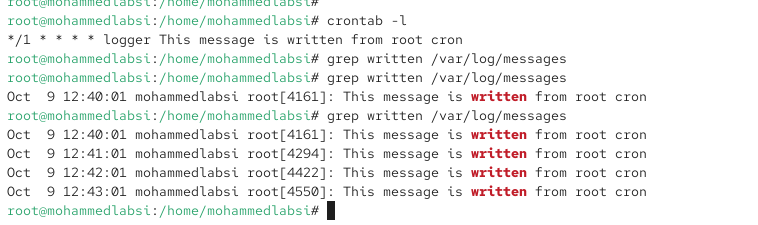 root@mohammedlabsi:/home/mohammedlabsi#
root@mohammedlabsi:/home/mohammedlabsi# crontab -l
*/1 * * * * logger This message is written from root cron
root@mohammedlabsi:/home/mohammedlabsi# grep written /var/log/messages
root@mohammedlabsi:/home/mohammedlabsi# grep written /var/log/messages
Oct  9 12:40:01 mohammedlabsi root[4161]: This message is written from root cron
root@mohammedlabsi:/home/mohammedlabsi# grep written /var/log/messages
Oct  9 12:40:01 mohammedlabsi root[4161]: This message is written from root cron
Oct  9 12:41:01 mohammedlabsi root[4294]: This message is written from root cron
Oct  9 12:42:01 mohammedlabsi root[4422]: This message is written from root cron
Oct  9 12:43:01 mohammedlabsi root[4550]: This message is written from root cron
root@mohammedlabsi:/home/mohammedlabsi#